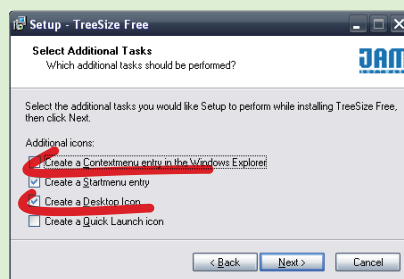 Setup - TreeSize Free
Select Additional Tasks
Which additional tasks should be performed?
JAM
SOFTWARE
Select the additional tasks you would like Setup to perform while installing TreeSize Free,
then click Next.
Additional icons:
Create a Contextmenu entry in the Windows Explorer
Create a Startmenu entry
Create a Desktop Icon
Create a Quick Launch icon
< Back
Next >
Cancel